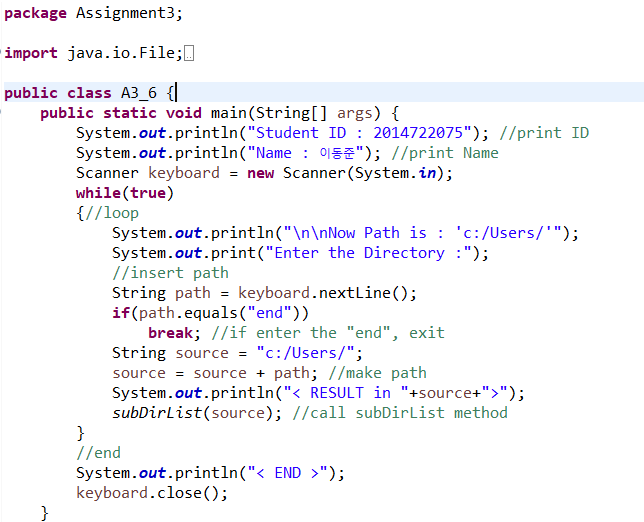 package Assignment3;
import java.io.File;
public class A3_6 {
public static void main(String[] args) {
System.out.println("Student ID : 2014722075"); //print ID
System.out.println("Name : 이동준"); //print Name
Scanner keyboard = new Scanner(System.in);
while(true)
{//loop
System.out.println("\n\nNow Path is : 'c:/Users/'");
System.out.print("Enter the Directory :");
//insert path
String path = keyboard.nextLine();
if(path.equals("end"))
break; //if enter the "end", exit
String source = "c:/Users/";
source = source + path; //make path
System.out.println("< RESULT in "+source+">");
subDirList(source); //call subDirList method
}
//end
System.out.println("< END >");
keyboard.close();
}